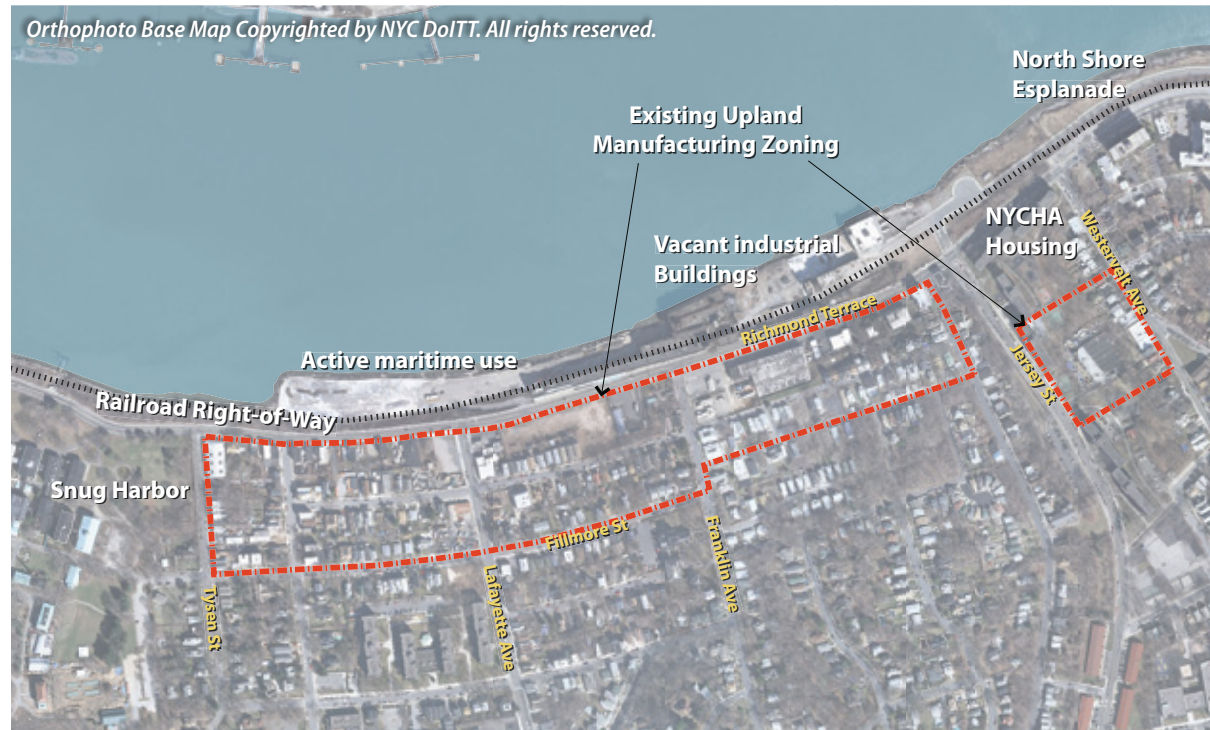 Orthophoto Base Map Copyrighted by NYC DoITT. All rights reserved.
North Shore
Esplanade
Existing Upland
Manufacturing Zoning
NYCHA
Housing
Westervelt Ave
Vacant industrial
Buildings
Richmond Terrace
Jersey St
Active maritime use
Railroad Right-of-Way
Snug Harbor
Fillmore St
Franklin Ave
Lafayette Ave
Tysen St